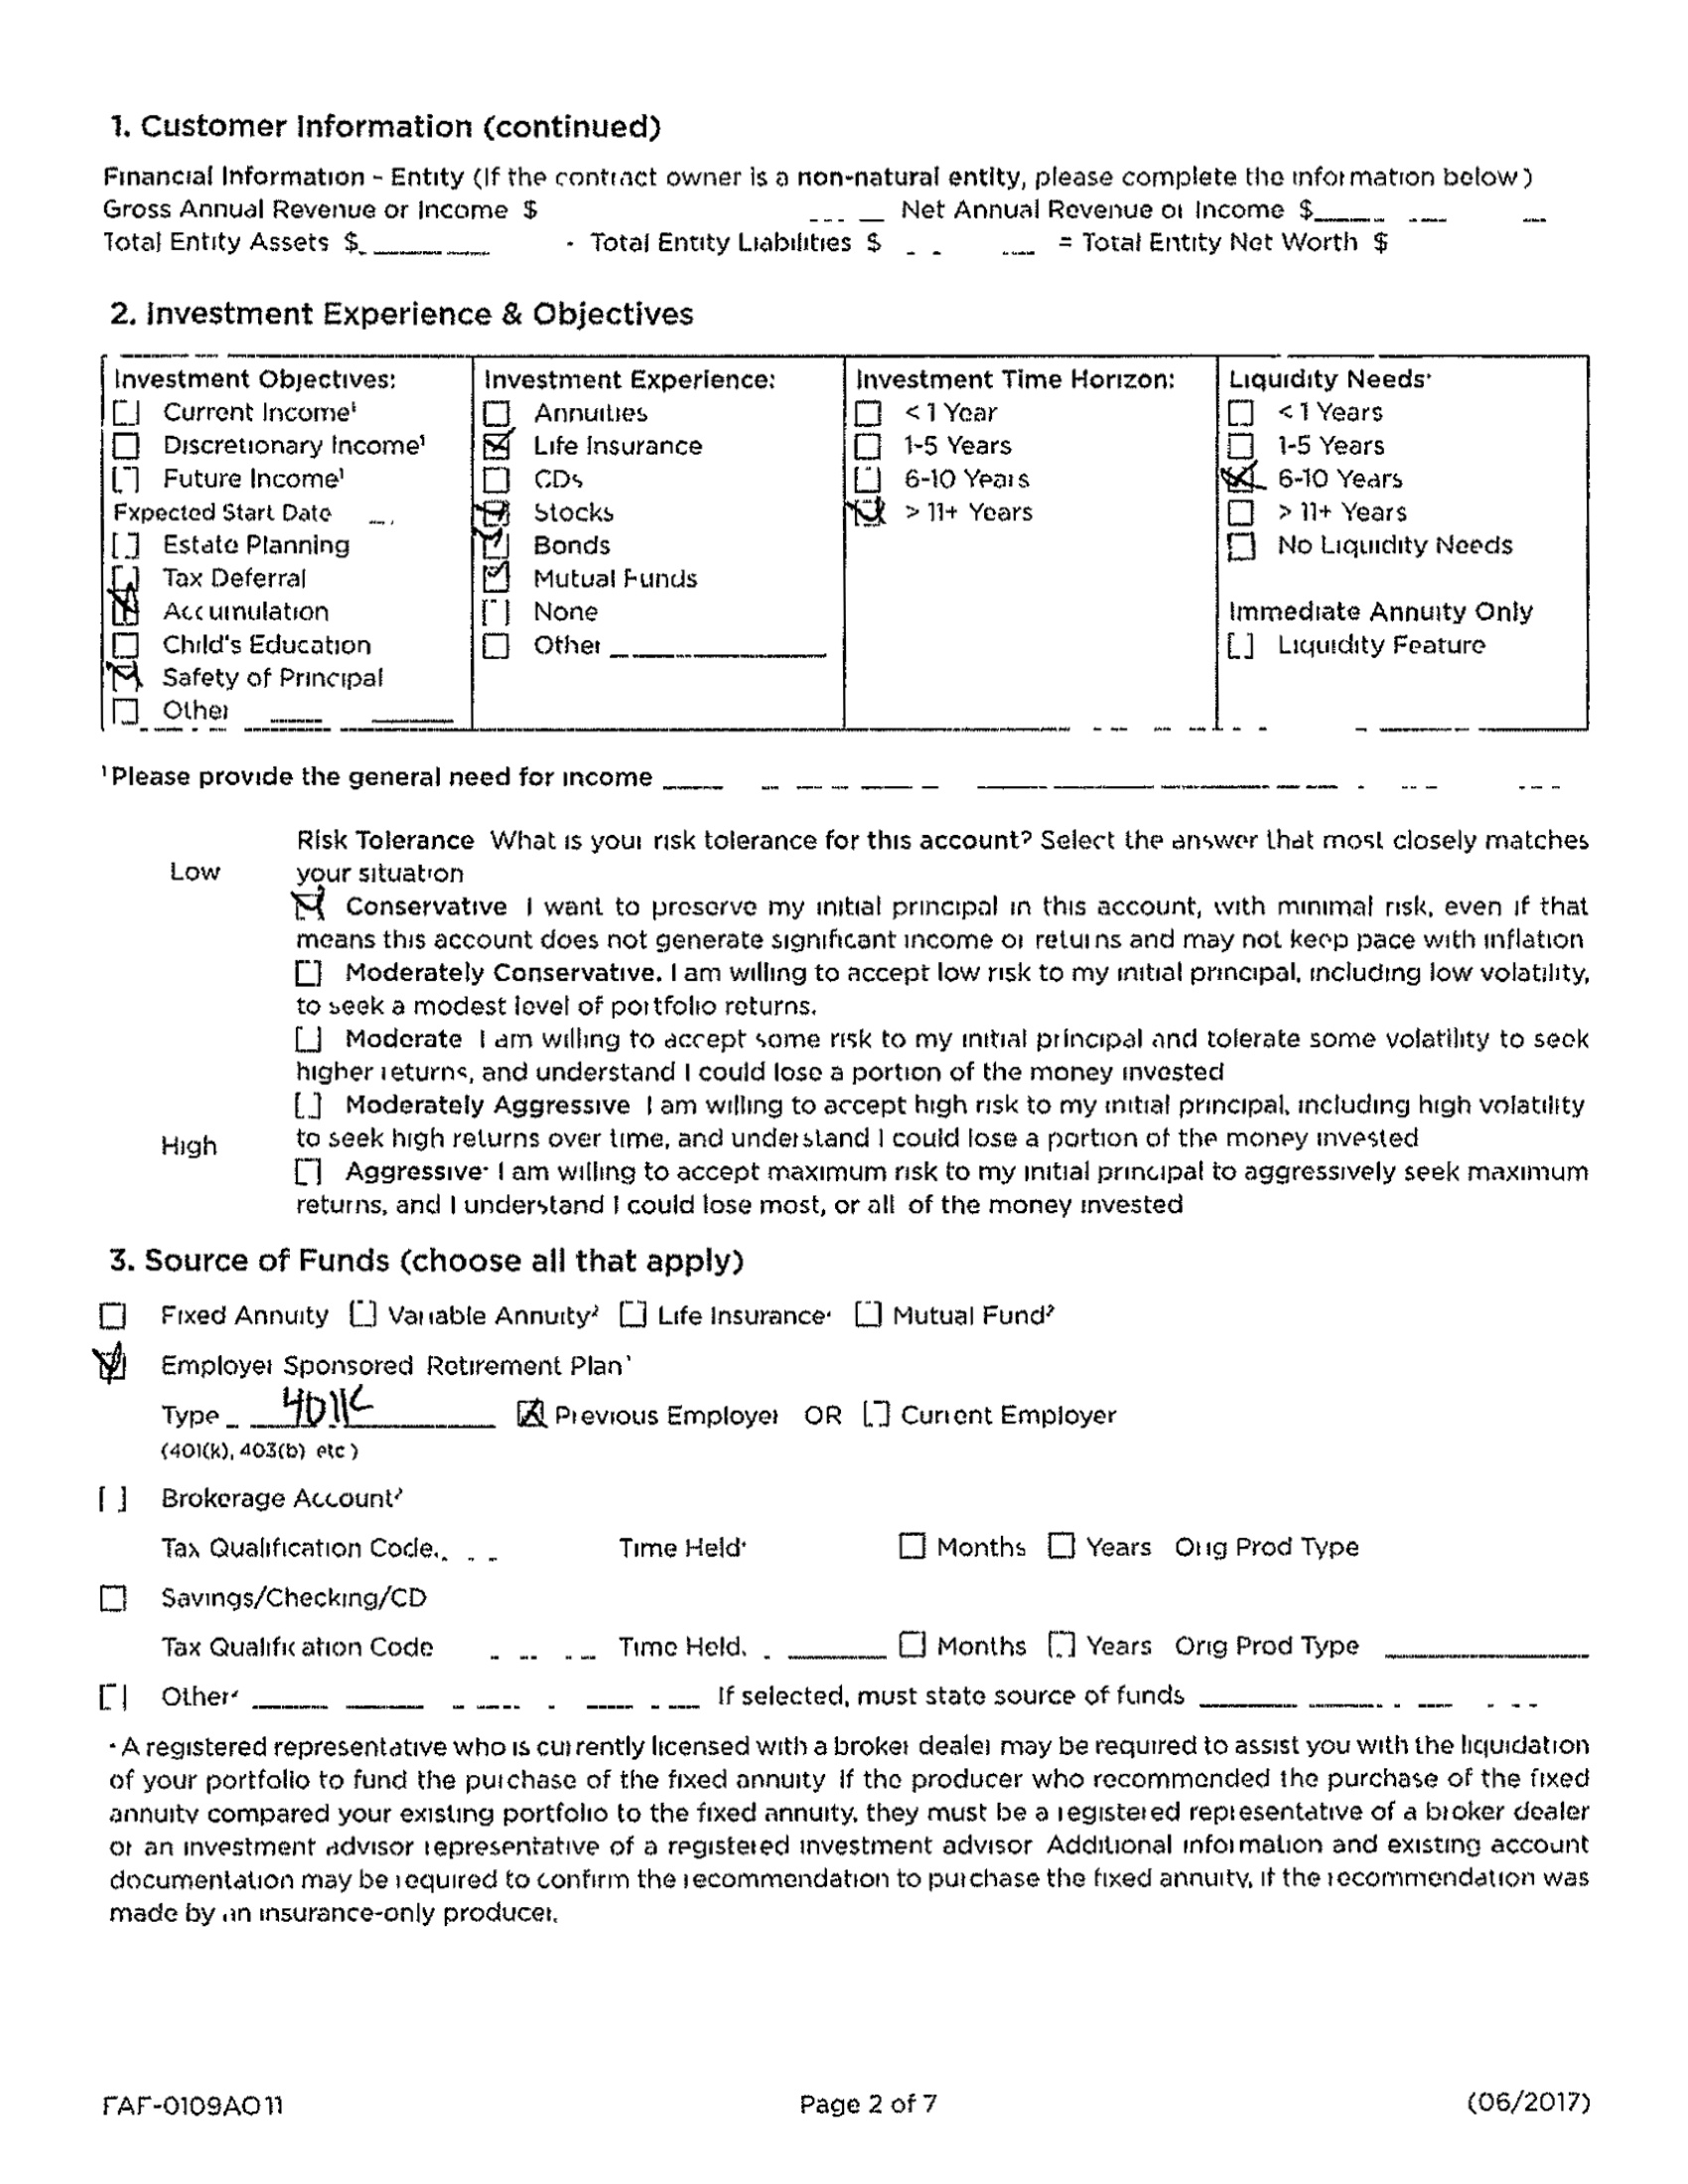 1. Customer Information (continued)
Financial Information - Entity (If the contract owner is a non-natural entity, please complete the information below)
Gross Annual Revenue or Income $ Net Annual Revenue or Income $
Total Entity Assets $ - Total Entity Liabilities $ = Total Entity Net Worth $
2. Investment Experience & Objectives
Investment Objectives:
Current Income¹
Discretionary Income¹
Future Income¹
Expected Start Date
Estate Planning
Tax Deferral
Accumulation
Child's Education
Safety of Principal
Other
Investment Experience:
Annuities
Life Insurance
CDs
Stocks
Bonds
Mutual Funds
None
Other
Investment Time Horizon:
< 1 Year
1-5 Years
6-10 Years
> 11+ Years
Liquidity Needs:
< 1 Years
1-5 Years
6-10 Years
> 11+ Years
No Liquidity Needs
Immediate Annuity Only
Liquidity Feature
¹Please provide the general need for income
Risk Tolerance What is your risk tolerance for this account? Select the answer that most closely matches
Low your situation
Conservative I want to preserve my initial principal in this account, with minimal risk, even if that
means this account does not generate significant income or returns and may not keep pace with inflation
Moderately Conservative. I am willing to accept low risk to my initial principal, including low volatility,
to seek a modest level of portfolio returns.
Moderate I am willing to accept some risk to my initial principal and tolerate some volatility to seek
higher returns, and understand I could lose a portion of the money invested
Moderately Aggressive I am willing to accept high risk to my initial principal, including high volatility
High to seek high returns over time, and understand I could lose a portion of the money invested
Aggressive: I am willing to accept maximum risk to my initial principal to aggressively seek maximum
returns, and I understand I could lose most, or all of the money invested
3. Source of Funds (choose all that apply)
Fixed Annuity Variable Annuity² Life Insurance Mutual Fund²
Employer Sponsored Retirement Plan
Type 401K Previous Employer OR Current Employer
(401(k), 403(b) etc)
Brokerage Account²
Tax Qualification Code Time Held Months Years Orig Prod Type
Savings/Checking/CD
Tax Qualification Code Time Held Months Years Orig Prod Type
Other If selected, must state source of funds
A registered representative who is currently licensed with a broker dealer may be required to assist you with the liquidation
of your portfolio to fund the purchase of the fixed annuity If the producer who recommended the purchase of the fixed
annuity compared your existing portfolio to the fixed annuity, they must be a registered representative of a broker dealer
or an investment advisor representative of a registered investment advisor Additional information and existing account
documentation may be required to confirm the recommendation to purchase the fixed annuity, if the recommendation was
made by an insurance-only producer.
FAF-0109AO 11 Page 2 of 7 (06/2017)